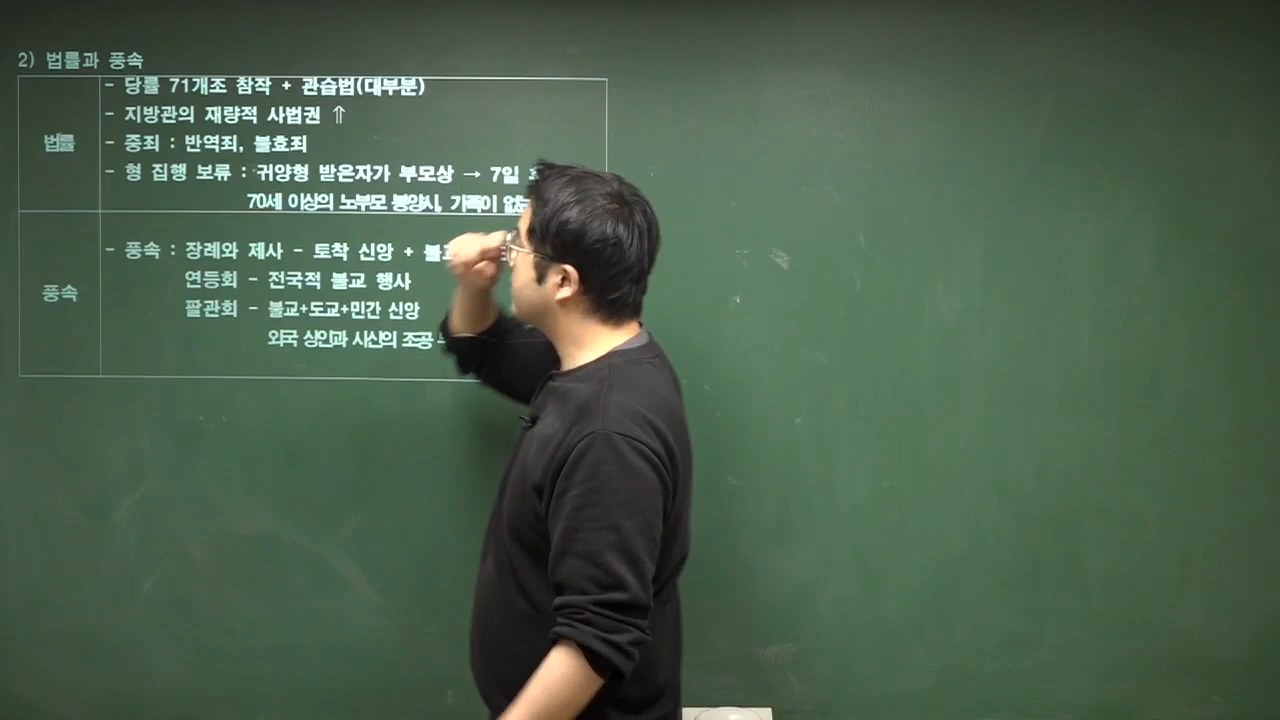 2) 법률과 풍속
법률
- 당률 71개조 참작 + 관습법(대부분)
- 지방관의 재량적 사법권 ⇑
- 중죄 : 반역죄, 불효죄
- 형 집행 보류 : 귀양형 받은자가 부모상 → 7일
70세 이상의 노부모 봉양시, 가족이
풍속
- 풍속 : 장례와 제사 - 토착 신앙 +
연등회 - 전국적 불교 행사
팔관회 - 불교+도교+민간 신앙
외국 상인과 사신의 조공